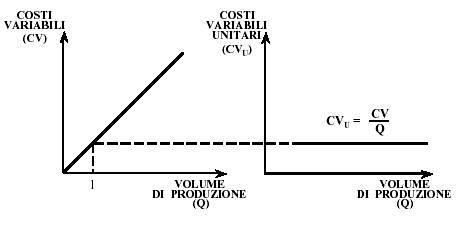 COSTI
VARIABILI
(CV)
1
VOLUME
DI PRODUZIONE
(Q)
COSTI
VARIABILI
UNITARI
(CVU)
CVU = CV
Q
VOLUME
DI PRODUZIONE
(Q)